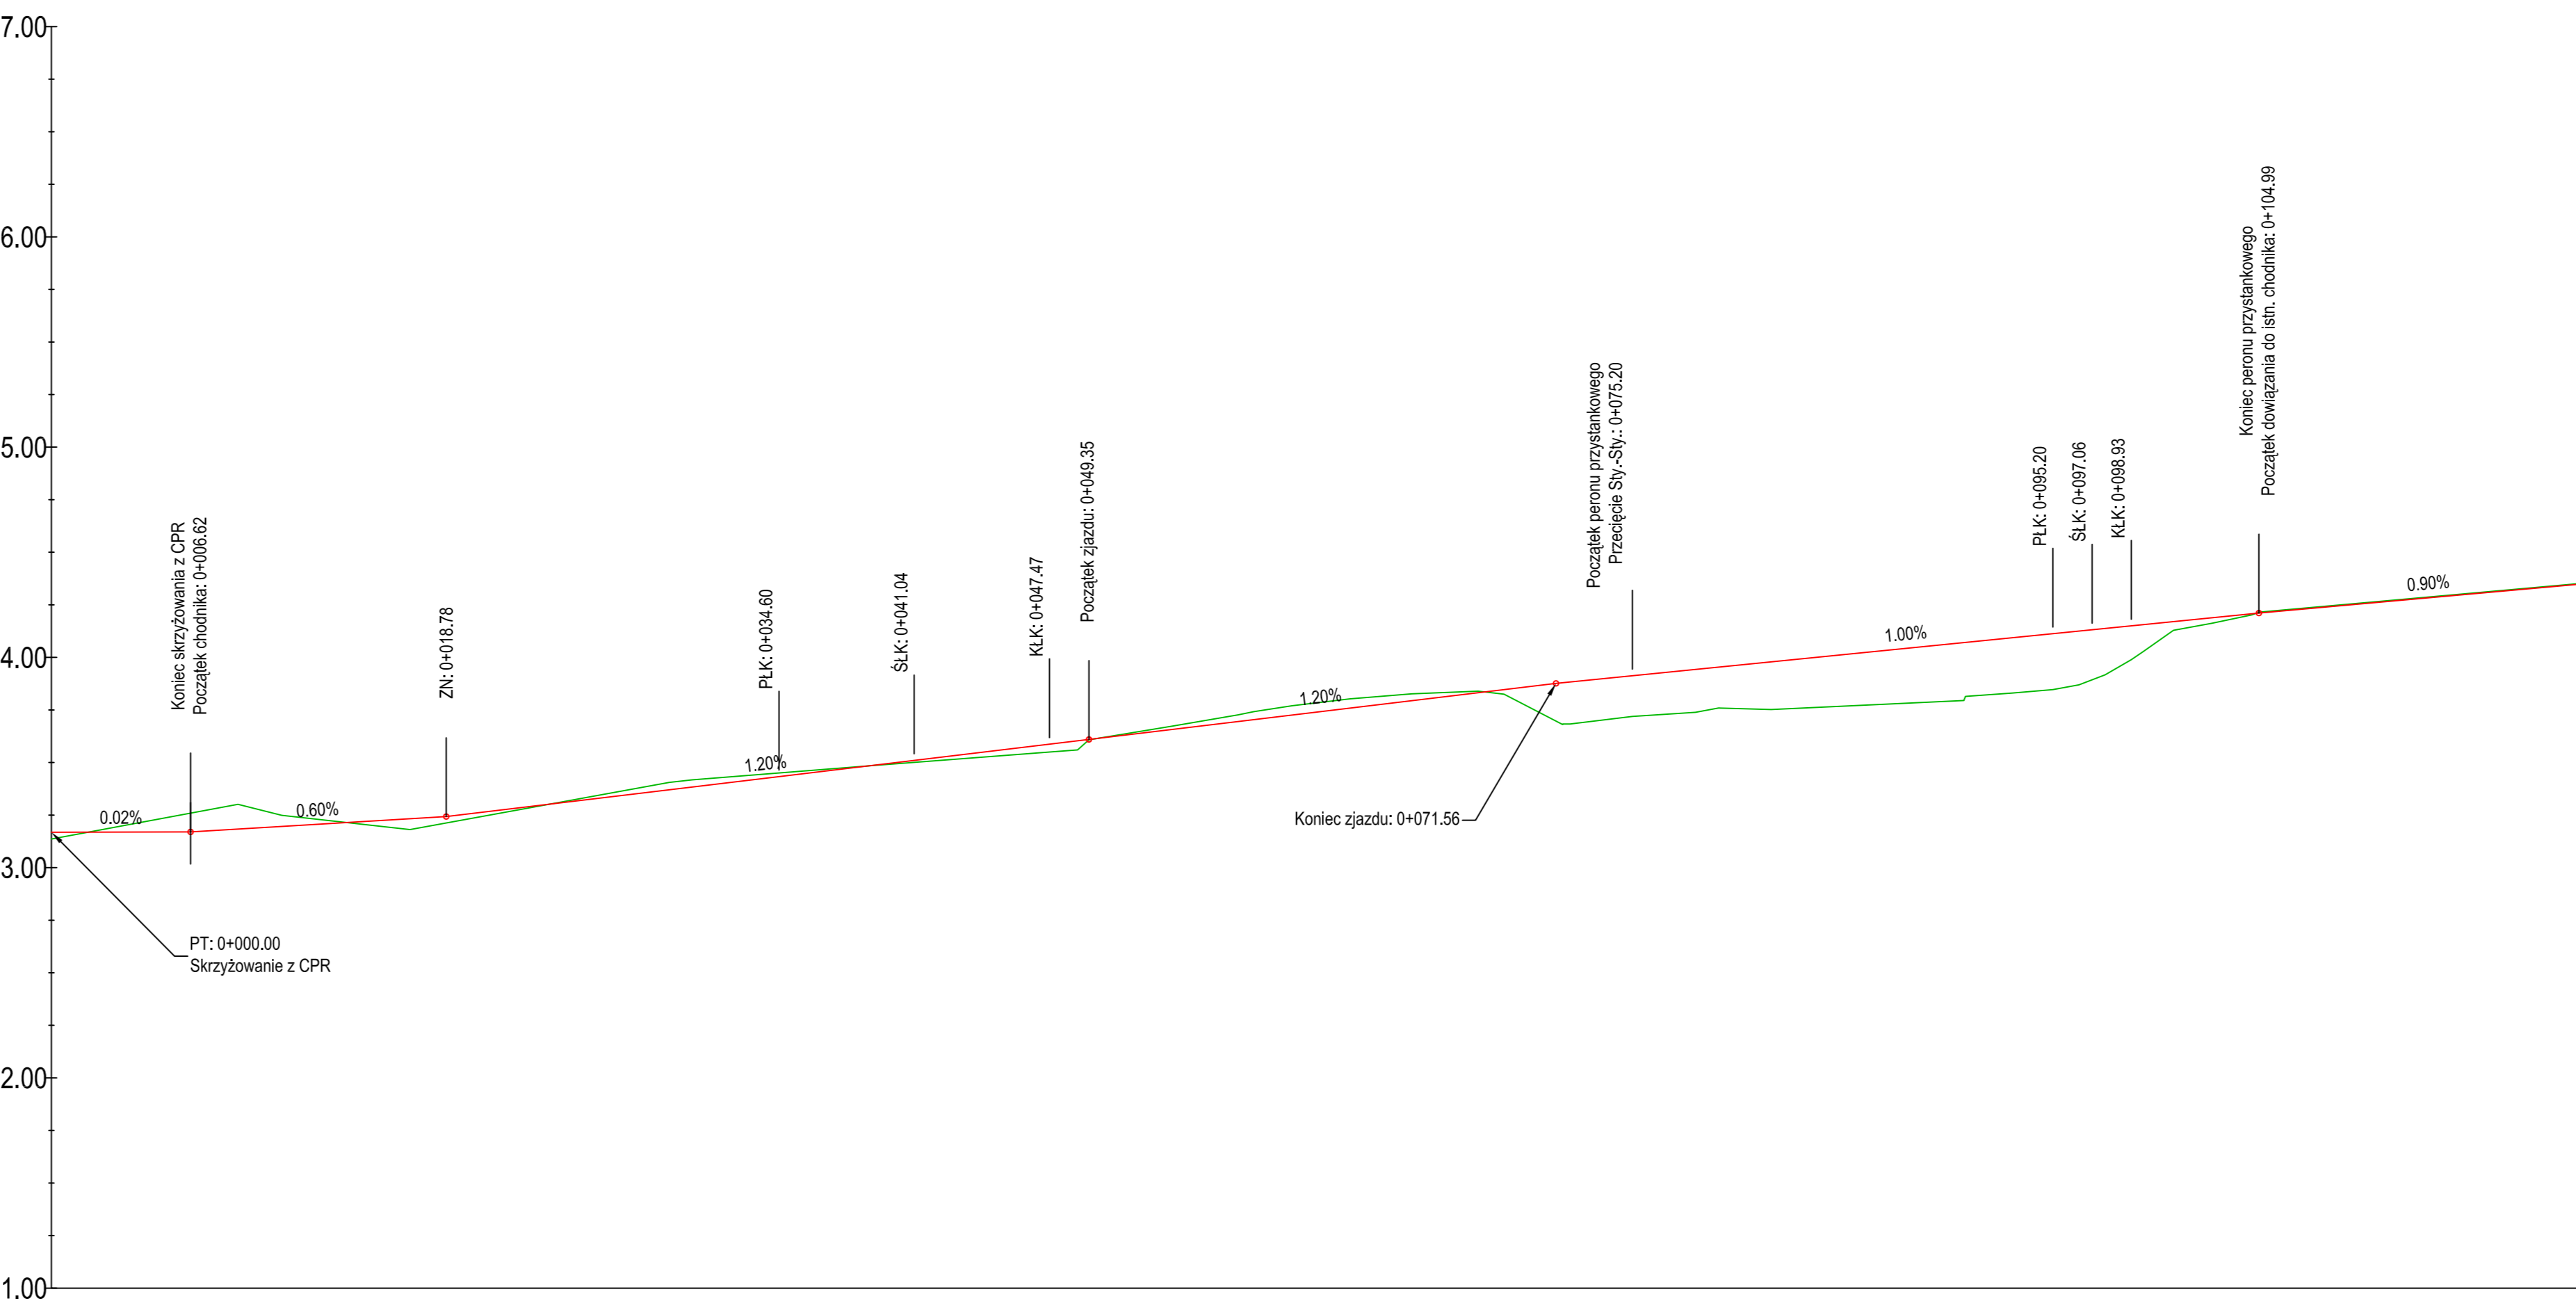 7.00
6.00
5.00
4.00
3.00
2.00
1.00
0.02%
Koniec skrzyżowania z CPR
Początek chodnika: 0+006.62
0.60%
ZN: 0+018.78
PŁK: 0+034.60
1.20%
ŚŁK: 0+041.04
KŁK: 0+047.47
Początek zjazdu: 0+049.35
1.20%
Koniec zjazdu: 0+071.56
Początek peronu przystankowego
Przecięcie Sty.-Sty.: 0+075.20
1.00%
PŁK: 0+095.20
ŚŁK: 0+097.06
KŁK: 0+098.93
Koniec peronu przystankowego
Początek dowiązania do istn. chodnika: 0+104.99
0.90%
PT: 0+000.00
Skrzyżowanie z CPR